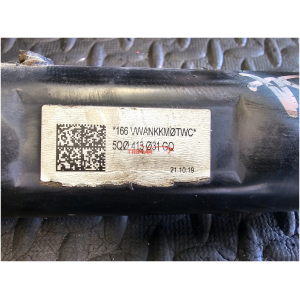 *166 VWANKKMØTWC*
5QØ 413 Ø31 GQ
21.10.19